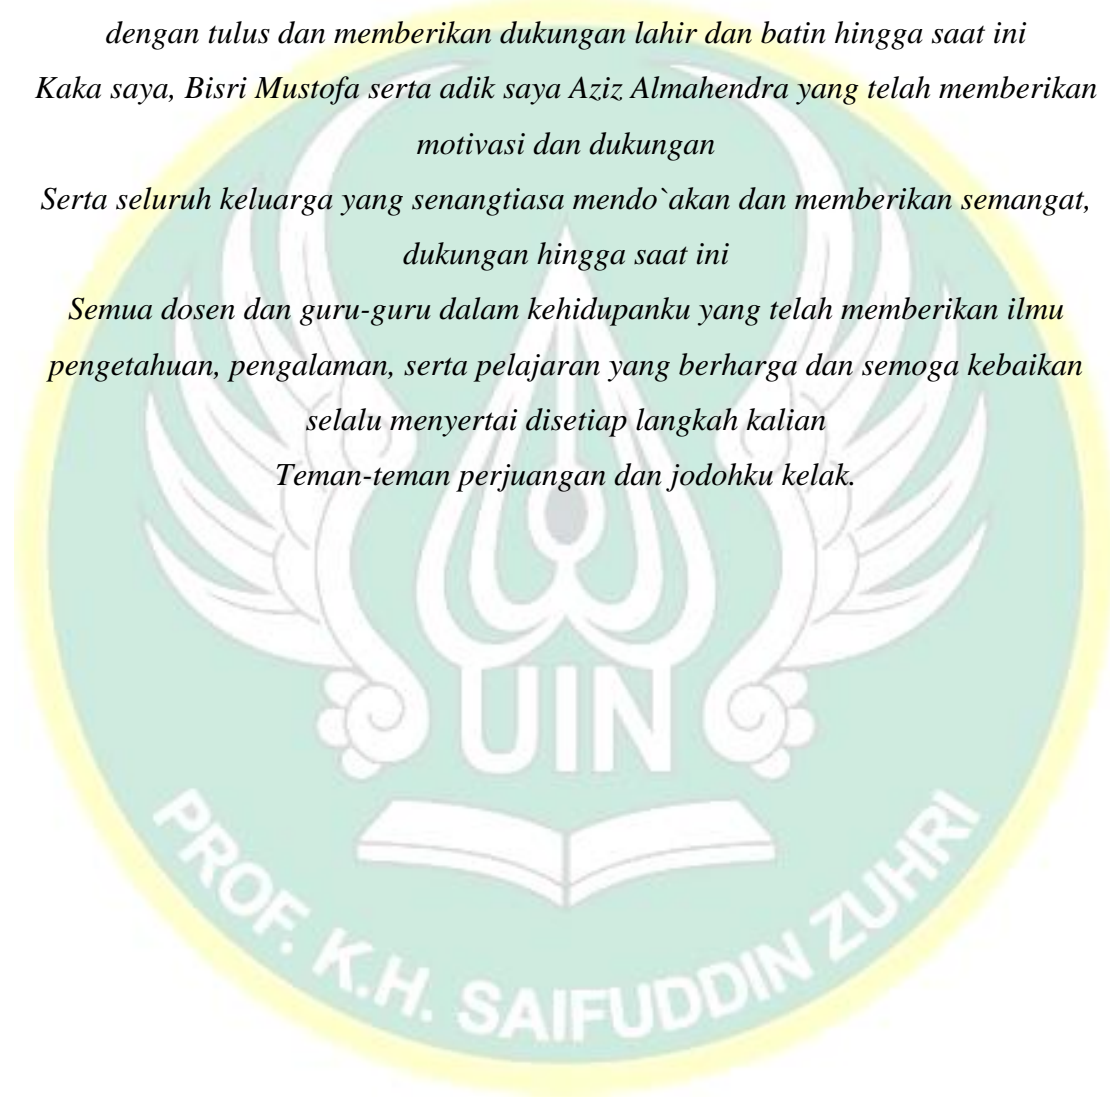 dengan tulus dan memberikan dukungan lahir dan batin hingga saat ini
Kaka saya, Bisri Mustofa serta adik saya Aziz Almahendra yang telah memberikan
motivasi dan dukungan
Serta seluruh keluarga yang senangtiasa mendo`akan dan memberikan semangat,
dukungan hingga saat ini
Semua dosen dan guru-guru dalam kehidupanku yang telah memberikan ilmu
pengetahuan, pengalaman, serta pelajaran yang berharga dan semoga kebaikan
selalu menyertai disetiap langkah kalian
Teman-teman perjuangan dan jodohku kelak.
UIN
PROF. K.H. SAIFUDDIN ZUHRI